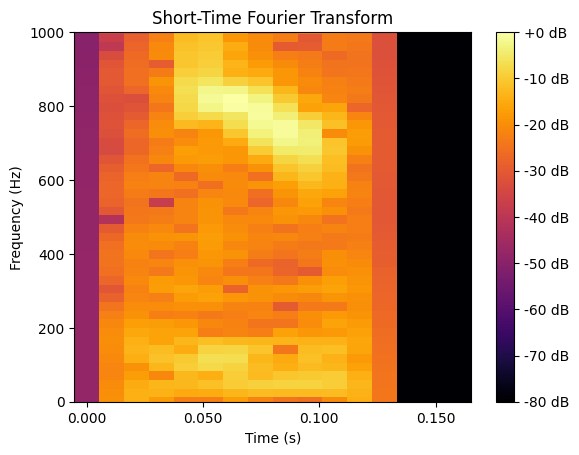 Short-Time Fourier Transform
1000
800
600
400
200
0
Frequency (Hz)
0.000
0.050
0.100
0.150
Time (s)
+0 dB
-10 dB
-20 dB
-30 dB
-40 dB
-50 dB
-60 dB
-70 dB
-80 dB